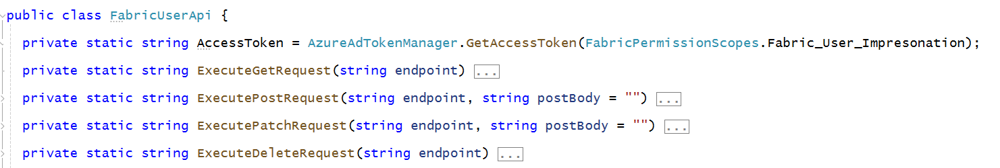 public class FabricUserApi {
private static string AccessToken = AzureAdTokenManager.GetAccessToken(FabricPermissionScopes.Fabric_User_Impresonation);
private static string ExecuteGetRequest(string endpoint) ...
private static string ExecutePostRequest(string endpoint, string postBody = "") ...
private static string ExecutePatchRequest(string endpoint, string postBody = "") ...
private static string ExecuteDeleteRequest(string endpoint) ...